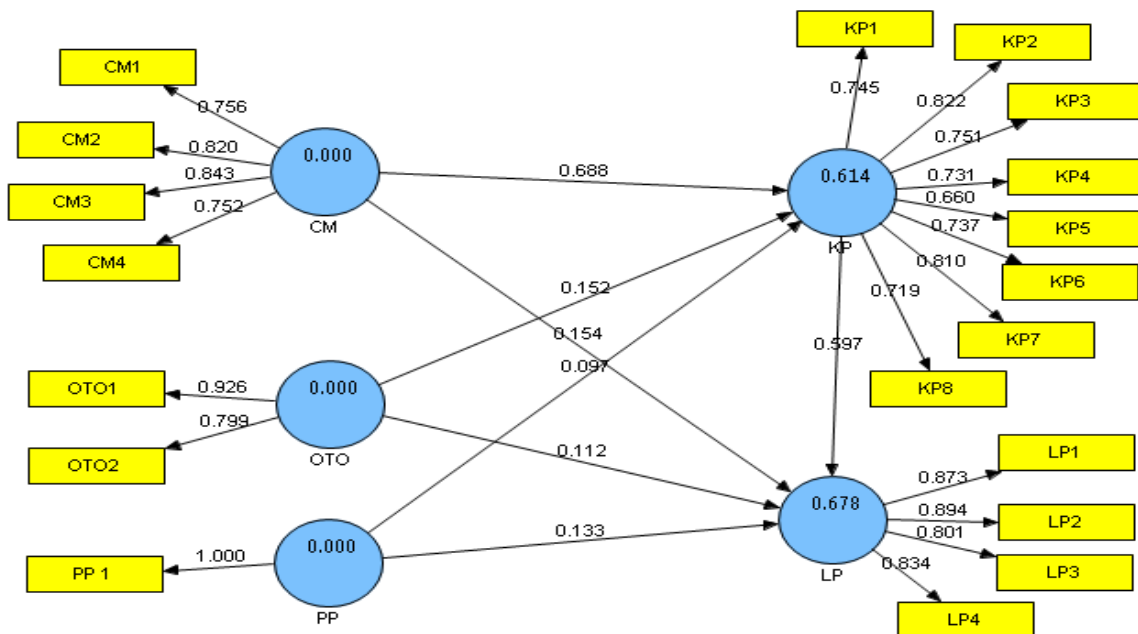 KP1
KP2
CM1
0.745
KP3
0.756
0.822
CM2
0.751
0.820
0.000
KP4
0.843
0.688
0.614
0.731
CM3
0.660
KP5
0.752
CM
0.737
CM4
KP
0.810
KP6
0.719
0.152
KP7
0.154
0.597
0.097
OTO1
0.926
0.000
KP8
0.799
OTO2
OTO
0.112
LP1
0.873
0.678
0.894
LP2
0.133
0.801
0.000
1.000
0.834
PP 1
LP
LP3
PP
LP4